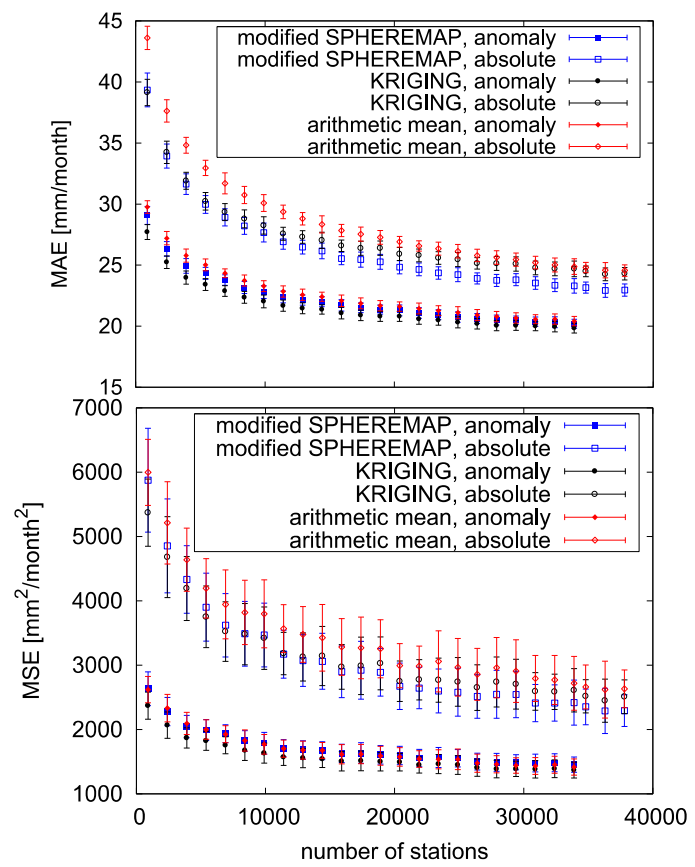 45
40
35
30
25
20
15
MAE [mm/month]
modified SPHEREMAP, anomaly
modified SPHEREMAP, absolute
KRIGING, anomaly
KRIGING, absolute
arithmetic mean, anomaly
arithmetic mean, absolute
7000
6000
5000
4000
3000
2000
1000
MSE [mm²/month²]
modified SPHEREMAP, anomaly
modified SPHEREMAP, absolute
KRIGING, anomaly
KRIGING, absolute
arithmetic mean, anomaly
arithmetic mean, absolute
0 10000 20000 30000 40000
number of stations